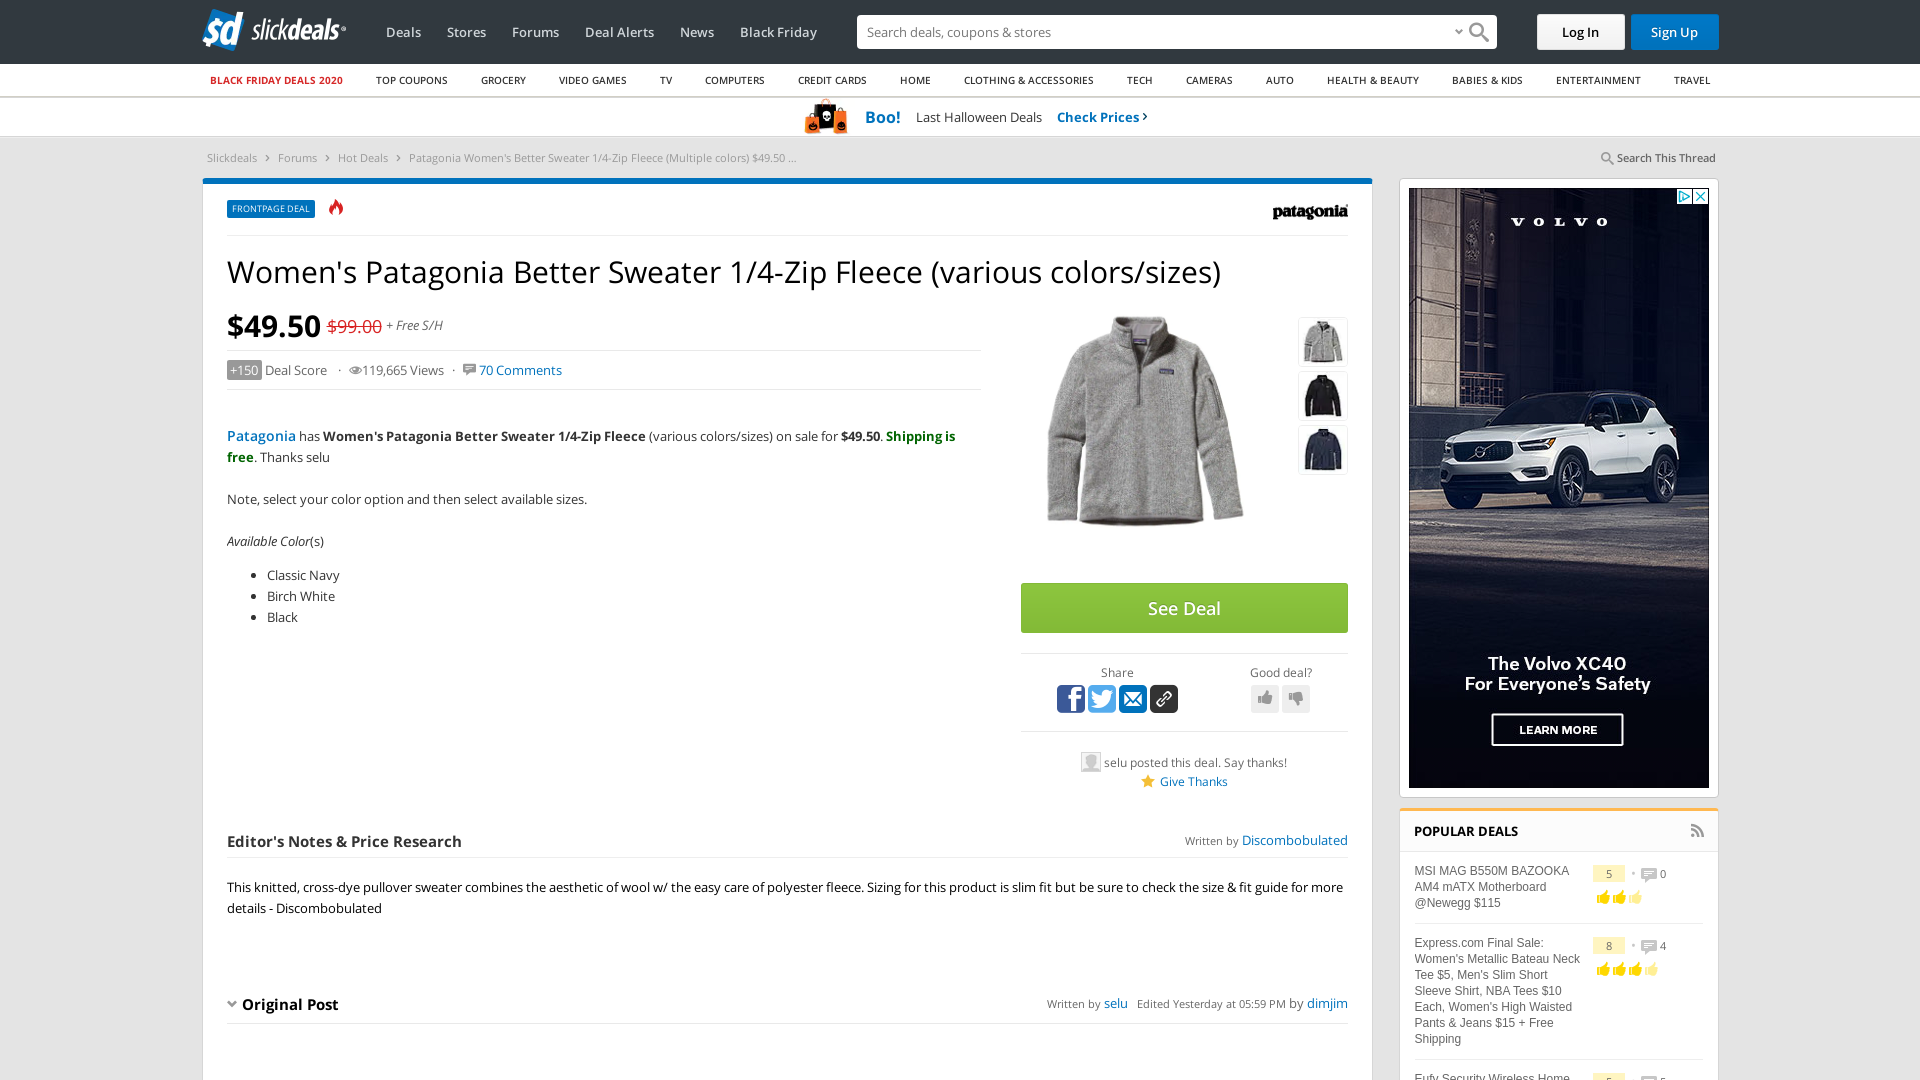 slickdeals
Deals Stores Forums Deal Alerts News Black Friday
Search deals, coupons & shopping
Log In Sign Up
BLACK FRIDAY DEALS 2020 TOP COUPONS GROCERY VIDEO GAMES TV COMPUTERS CREDIT CARDS HOME CLOTHING & ACCESSORIES TECH CAMERAS AUTO HEALTH & BEAUTY BABIES & KIDS ENTERTAINMENT TRAVEL
Boo! Last Halloween Deals Check Prices ›
Slickdeals › Forums › Hot Deals › Patagonia Women's Better Sweater 1/4-Zip Fleece (Multiple colors) $49.50 ...
Search This Thread
FRONTPAGE DEAL
patagonia
Women's Patagonia Better Sweater 1/4-Zip Fleece (various colors/sizes)
$49.50 $99.00 + Free S/H
+150 Deal Score · 119,665 Views · 70 Comments
Patagonia has Women's Patagonia Better Sweater 1/4-Zip Fleece (various colors/sizes) on sale for $49.50. Shipping is
free. Thanks selu
Note, select your color option and then select available sizes.
Available Color(s)
• Classic Navy
• Birch White
• Black
See Deal
Share Good deal?
selu posted this deal. Say thanks!
Give Thanks
Editor's Notes & Price Research
Written by Discombobulated
This knitted, cross-dye pullover sweater combines the aesthetic of wool w/ the easy care of polyester fleece. Sizing for this product is slim fit but be sure to check the size & fit guide for more
details - Discombobulated
Original Post
Written by selu Edited Yesterday at 05:59 PM by dimjim
VOLVO
The Volvo XC40
For Everyone's Safety
LEARN MORE
POPULAR DEALS
MSI MAG B550M BAZOOKA
AM4 mATX Motherboard
@Newegg $115
5 • 0
Express.com Final Sale:
Women's Metallic Bateau Neck
Tee $5, Men's Slim Short
Sleeve Shirt, NBA Tees $10
Each, Women's High Waisted
Pants & Jeans $15 + Free
Shipping
8 • 4
Eufy Security Wireless Home
5 • 5